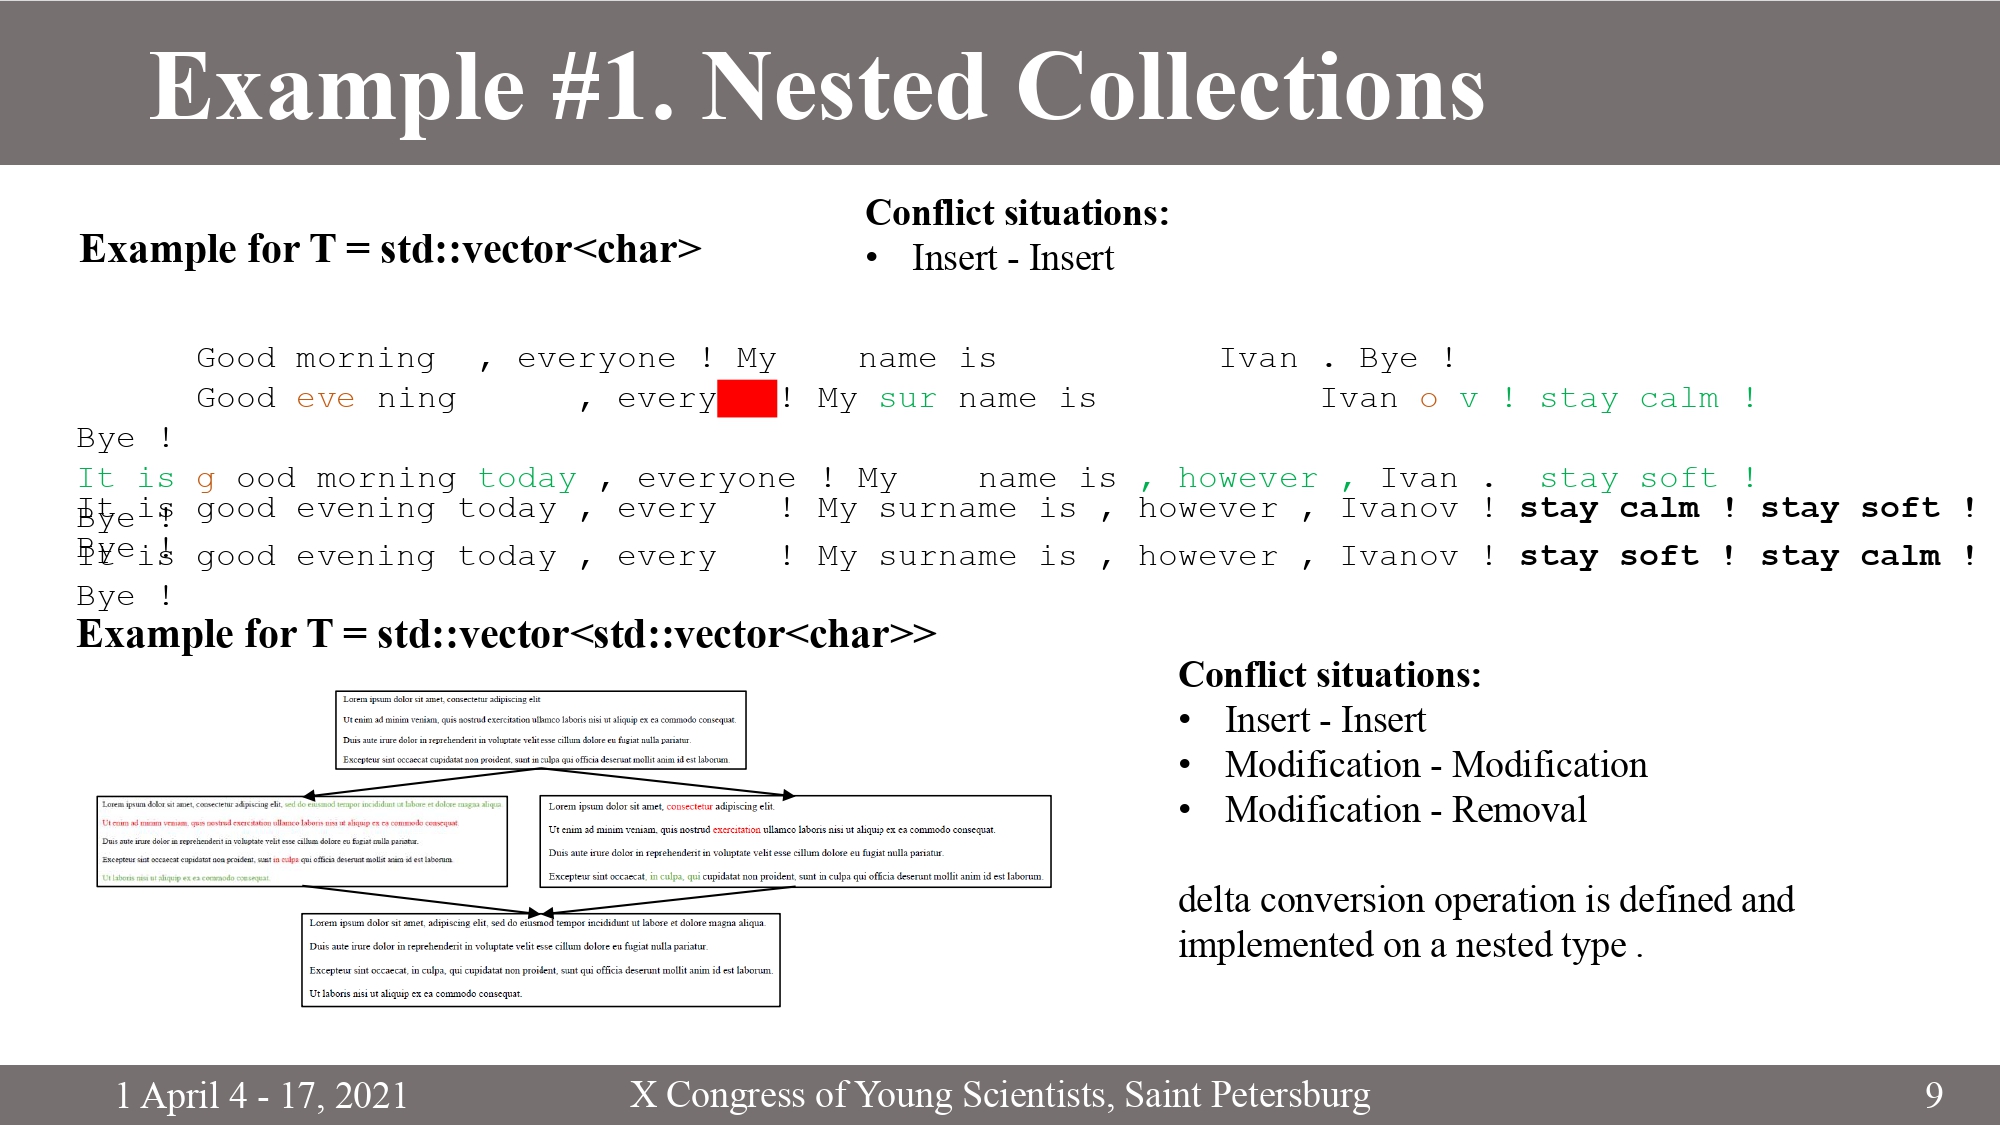 Example #1. Nested Collections
Example for T = std::vector<char>
Conflict situations:
• Insert - Insert
Good morning , everyone ! My name is Ivan . Bye !
Good eve ning , every ! My sur name is Ivan o v ! stay calm !
Bye !
It is g ood morning today , everyone ! My name is , however , Ivan . stay soft !
Bye !
It is good evening today , every ! My surname is , however , Ivanov ! stay calm ! stay soft !
Bye !
It is good evening today , every ! My surname is , however , Ivanov ! stay soft ! stay calm !
Bye !
Example for T = std::vector<std::vector<char>>
Lorem ipsum dolor sit amet, consectetur adipiscing elit
Ut enim ad minim veniam, quis nostrud exercitation ullamco laboris nisi ut aliquip ex ea commodo consequat.
Duis aute irure dolor in reprehenderit in voluptate velit esse cillum dolore eu fugiat nulla pariatur.
Excepteur sint occaecat cupidatat non proident, sunt in culpa qui officia deserunt mollit anim id est laborum.
Lorem ipsum dolor sit amet, consectetur adipiscing elit, sed do eiusmod tempor incididunt ut labore et dolore magna aliqua
Ut enim ad minim veniam, quis nostrud exercitation ullamco laboris nisi ut aliquip ex ea commodo consequat.
Duis aute irure dolor in reprehenderit in voluptate velit esse cillum dolore eu fugiat nulla pariatur.
Excepteur sint occaecat cupidatat non proident, sunt in culpa qui officia deserunt mollit anim id est laborum.
Ut laboris nisi ut aliquip ex ea commodo consequat.
Lorem ipsum dolor sit amet, consectetur adipiscing elit.
Ut enim ad minim veniam, quis nostrud exercitation ullamco laboris nisi ut aliquip ex ea commodo consequat.
Duis aute irure dolor in reprehenderit in voluptate velit esse cillum dolore eu fugiat nulla pariatur.
Excepteur sint occaecat, in culpa, qui cupidatat non proident, sunt in culpa qui officia deserunt mollit anim id est laborum.
Lorem ipsum dolor sit amet, adipiscing elit, sed do eiusmod tempor incididunt ut labore et dolore magna aliqua.
Duis aute irure dolor in reprehenderit in voluptate velit esse cillum dolore eu fugiat nulla pariatur.
Excepteur sint occaecat, in culpa, qui cupidatat non proident, sunt qui officia deserunt mollit anim id est laborum.
Ut laboris nisi ut aliquip ex ea commodo consequat.
Conflict situations:
• Insert - Insert
• Modification - Modification
• Modification - Removal
delta conversion operation is defined and
implemented on a nested type .
1 April 4 - 17, 2021
X Congress of Young Scientists, Saint Petersburg
9